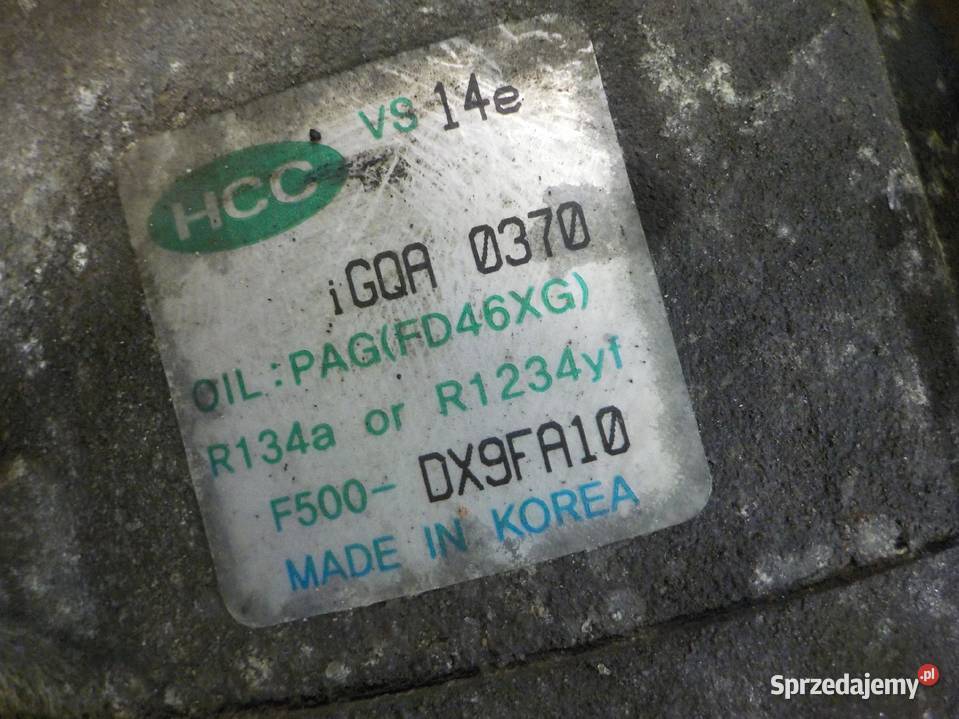 VS 14e
HCC
iGQA 0370
OIL:PAG(FD46XG)
R134a or R1234yf
F500-DX9FA10
MADE IN KOREA
Sprzedajemy.pl